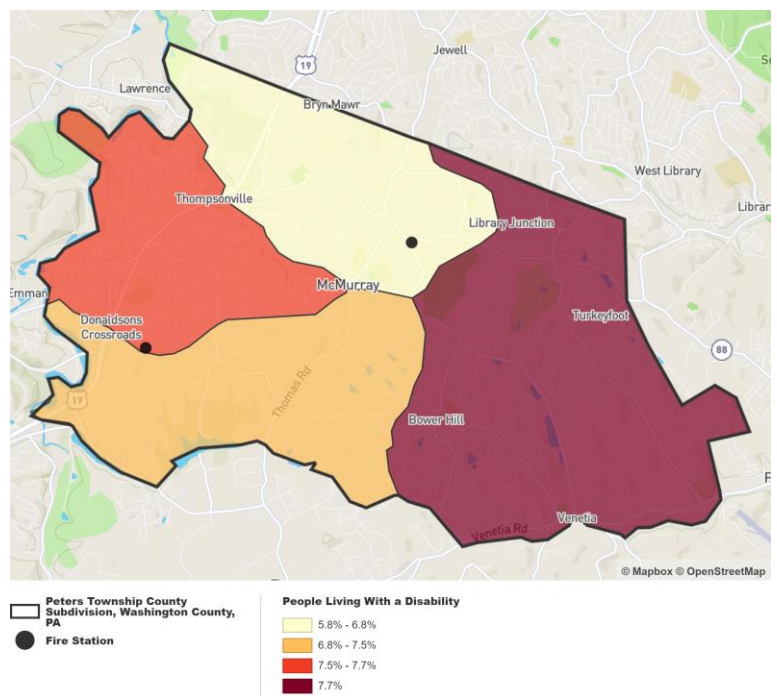 Jewell
19
Lawrence
Bryn Mawr
West Library
Thompsonville
Librar
Library Junction
McMurray
Emman
Donaldsons
Crossroads
Turkeyfoot
88
19
Thomas Rd
Bower Hill
Venetia
Venetia Rd
© Mapbox © OpenStreetMap
Peters Township County
Subdivision, Washington County,
PA
Fire Station
People Living With a Disability
5.8% - 6.8%
6.8% - 7.5%
7.5% - 7.7%
7.7%